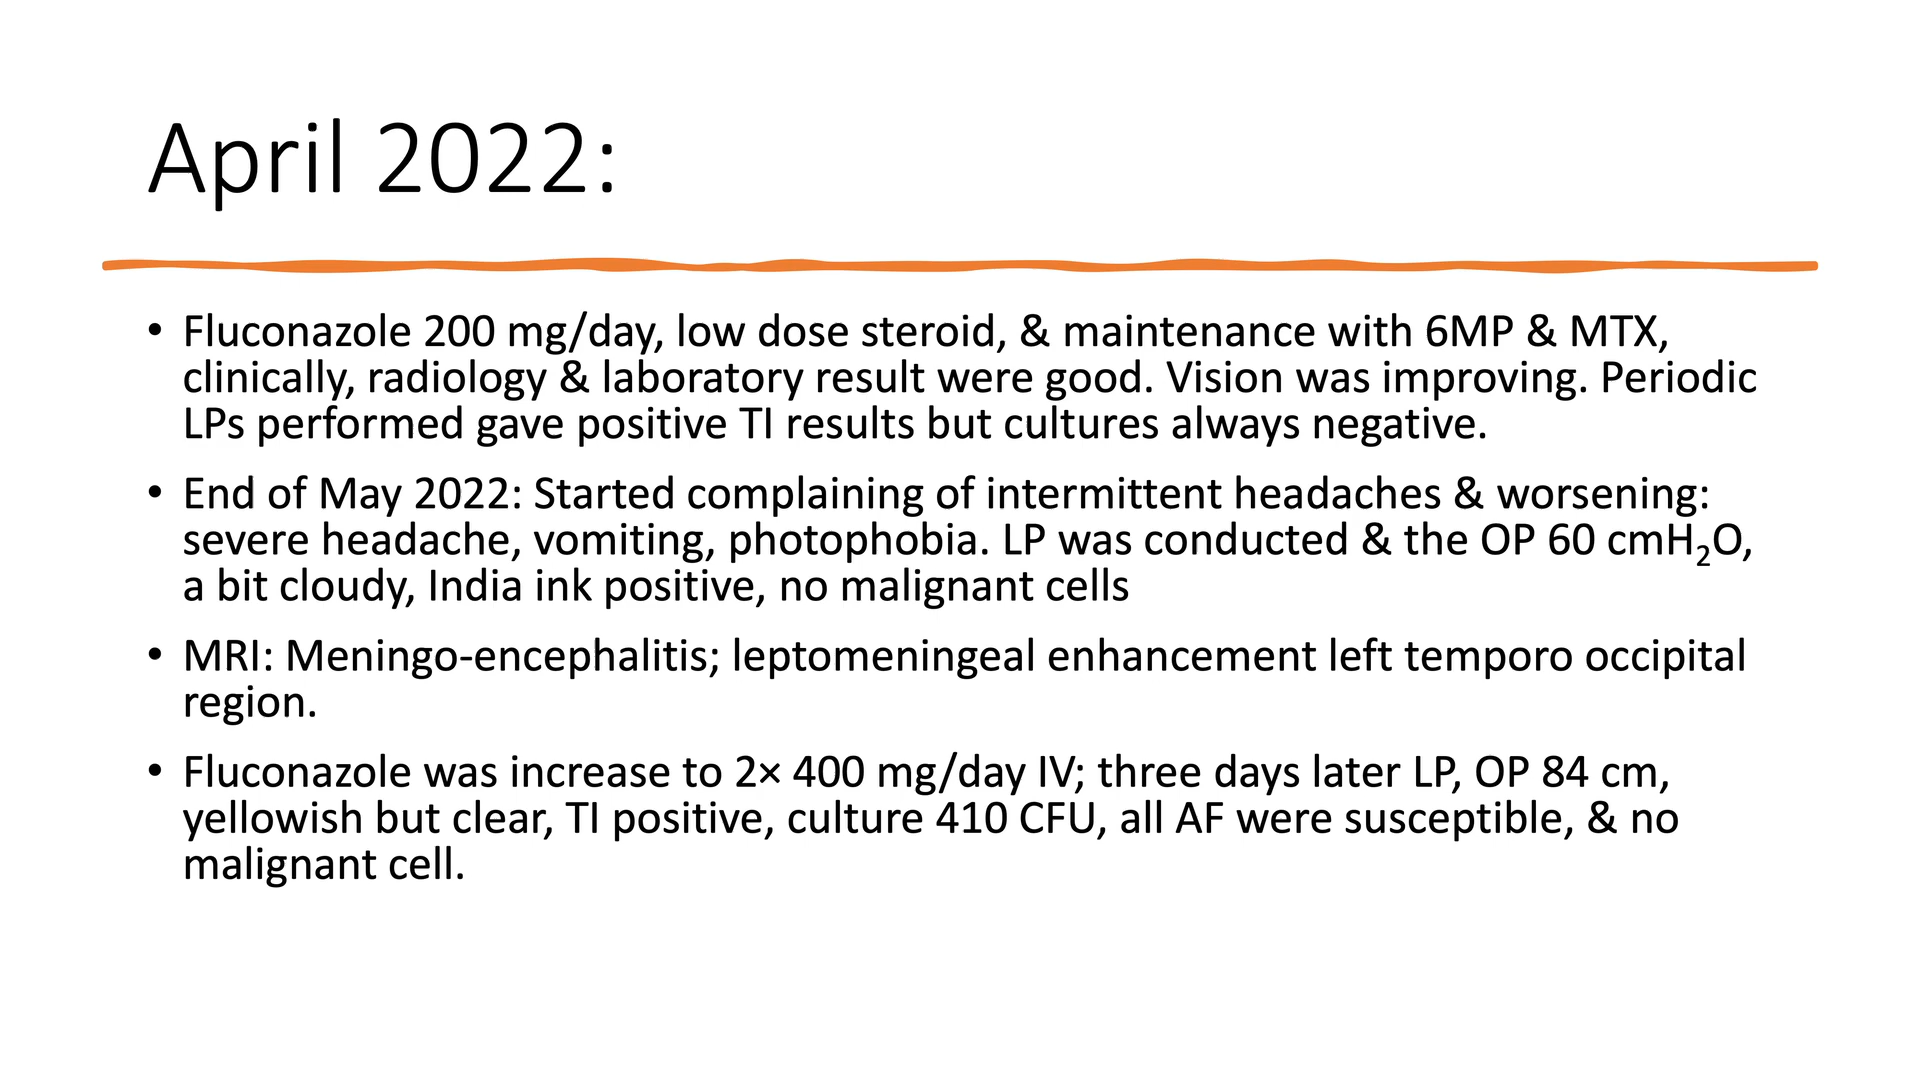 April 2022:
• Fluconazole 200 mg/day, low dose steroid, & maintenance with 6MP & MTX,
clinically, radiology & laboratory result were good. Vision was improving. Periodic
LPs performed gave positive TI results but cultures always negative.
• End of May 2022: Started complaining of intermittent headaches & worsening:
severe headache, vomiting, photophobia. LP was conducted & the OP 60 cmH₂O,
a bit cloudy, India ink positive, no malignant cells
• MRI: Meningo-encephalitis; leptomeningeal enhancement left temporo occipital
region.
• Fluconazole was increase to 2× 400 mg/day IV; three days later LP, OP 84 cm,
yellowish but clear, TI positive, culture 410 CFU, all AF were susceptible, & no
malignant cell.